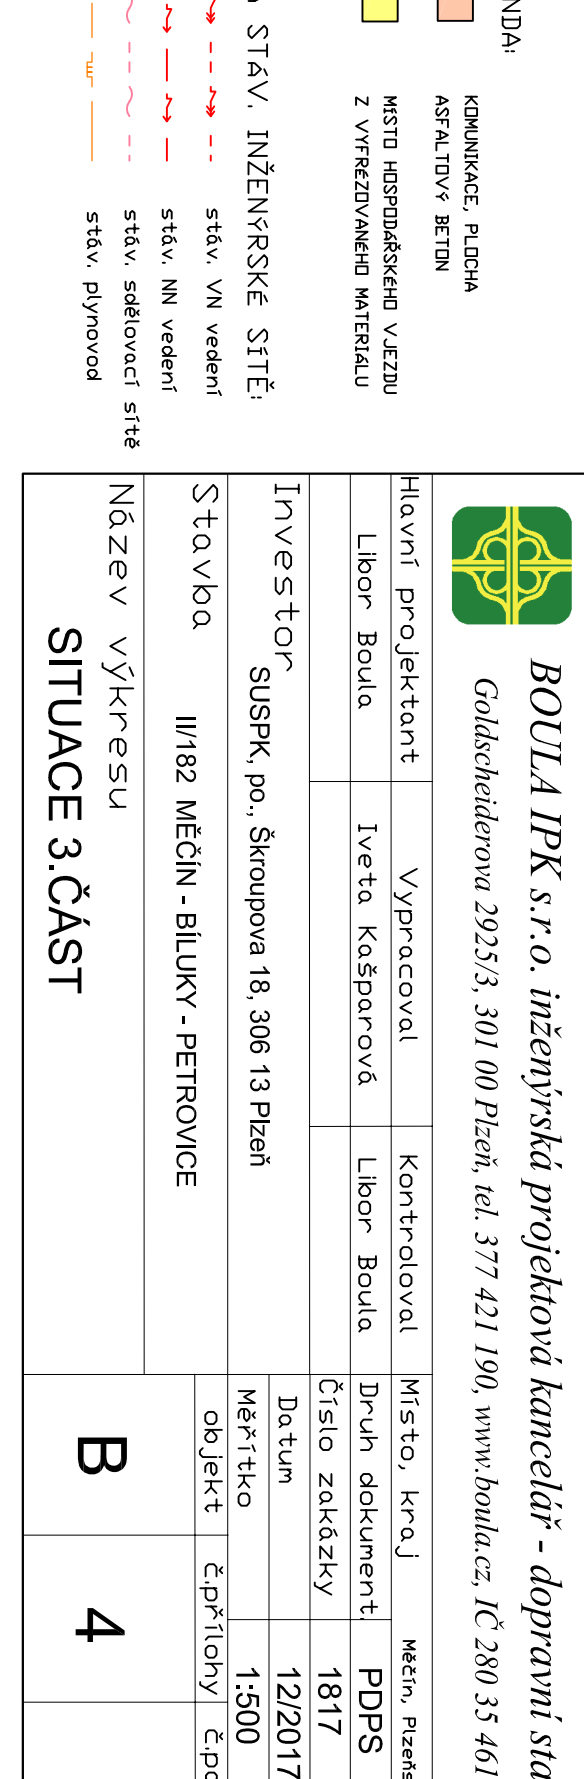 NDA:
KOMUNIKACE, PLOCHA
ASFALTOVÝ BETON
MÍSTO HOSPODÁŘSKÉHO VJEZDU
Z VYFRÉZOVANÉHO MATERIÁLU
STÁV. INŽENÝRSKÉ SÍTĚ:
stáv. VN vedení
stáv. NN vedení
stáv. sdělovací sítě
stáv. plynovod
BOULA IPK s.r.o. inženýrská projektová kancelář - dopravní sta
Goldscheiderova 2925/3, 301 00 Plzeň, tel. 377 421 190, www.boula.cz, IČ 280 35 461
Hlavní projektant Vypracoval Kontroloval Místo, kraj Měčín, Plzeňs
Libor Boula Iveta Kašparová Libor Boula Druh dokument. PDPS
Číslo zakázky 1817
Investor SUSPK, po., Škroupova 18, 306 13 Plzeň
Datum 12/2017
Měřítko 1:500
Stavba II/182 MĚČÍN - BÍLUKY - PETROVICE
objekt č.přílohy č.pa
Název výkresu
SITUACE 3.ČÁST
B 4